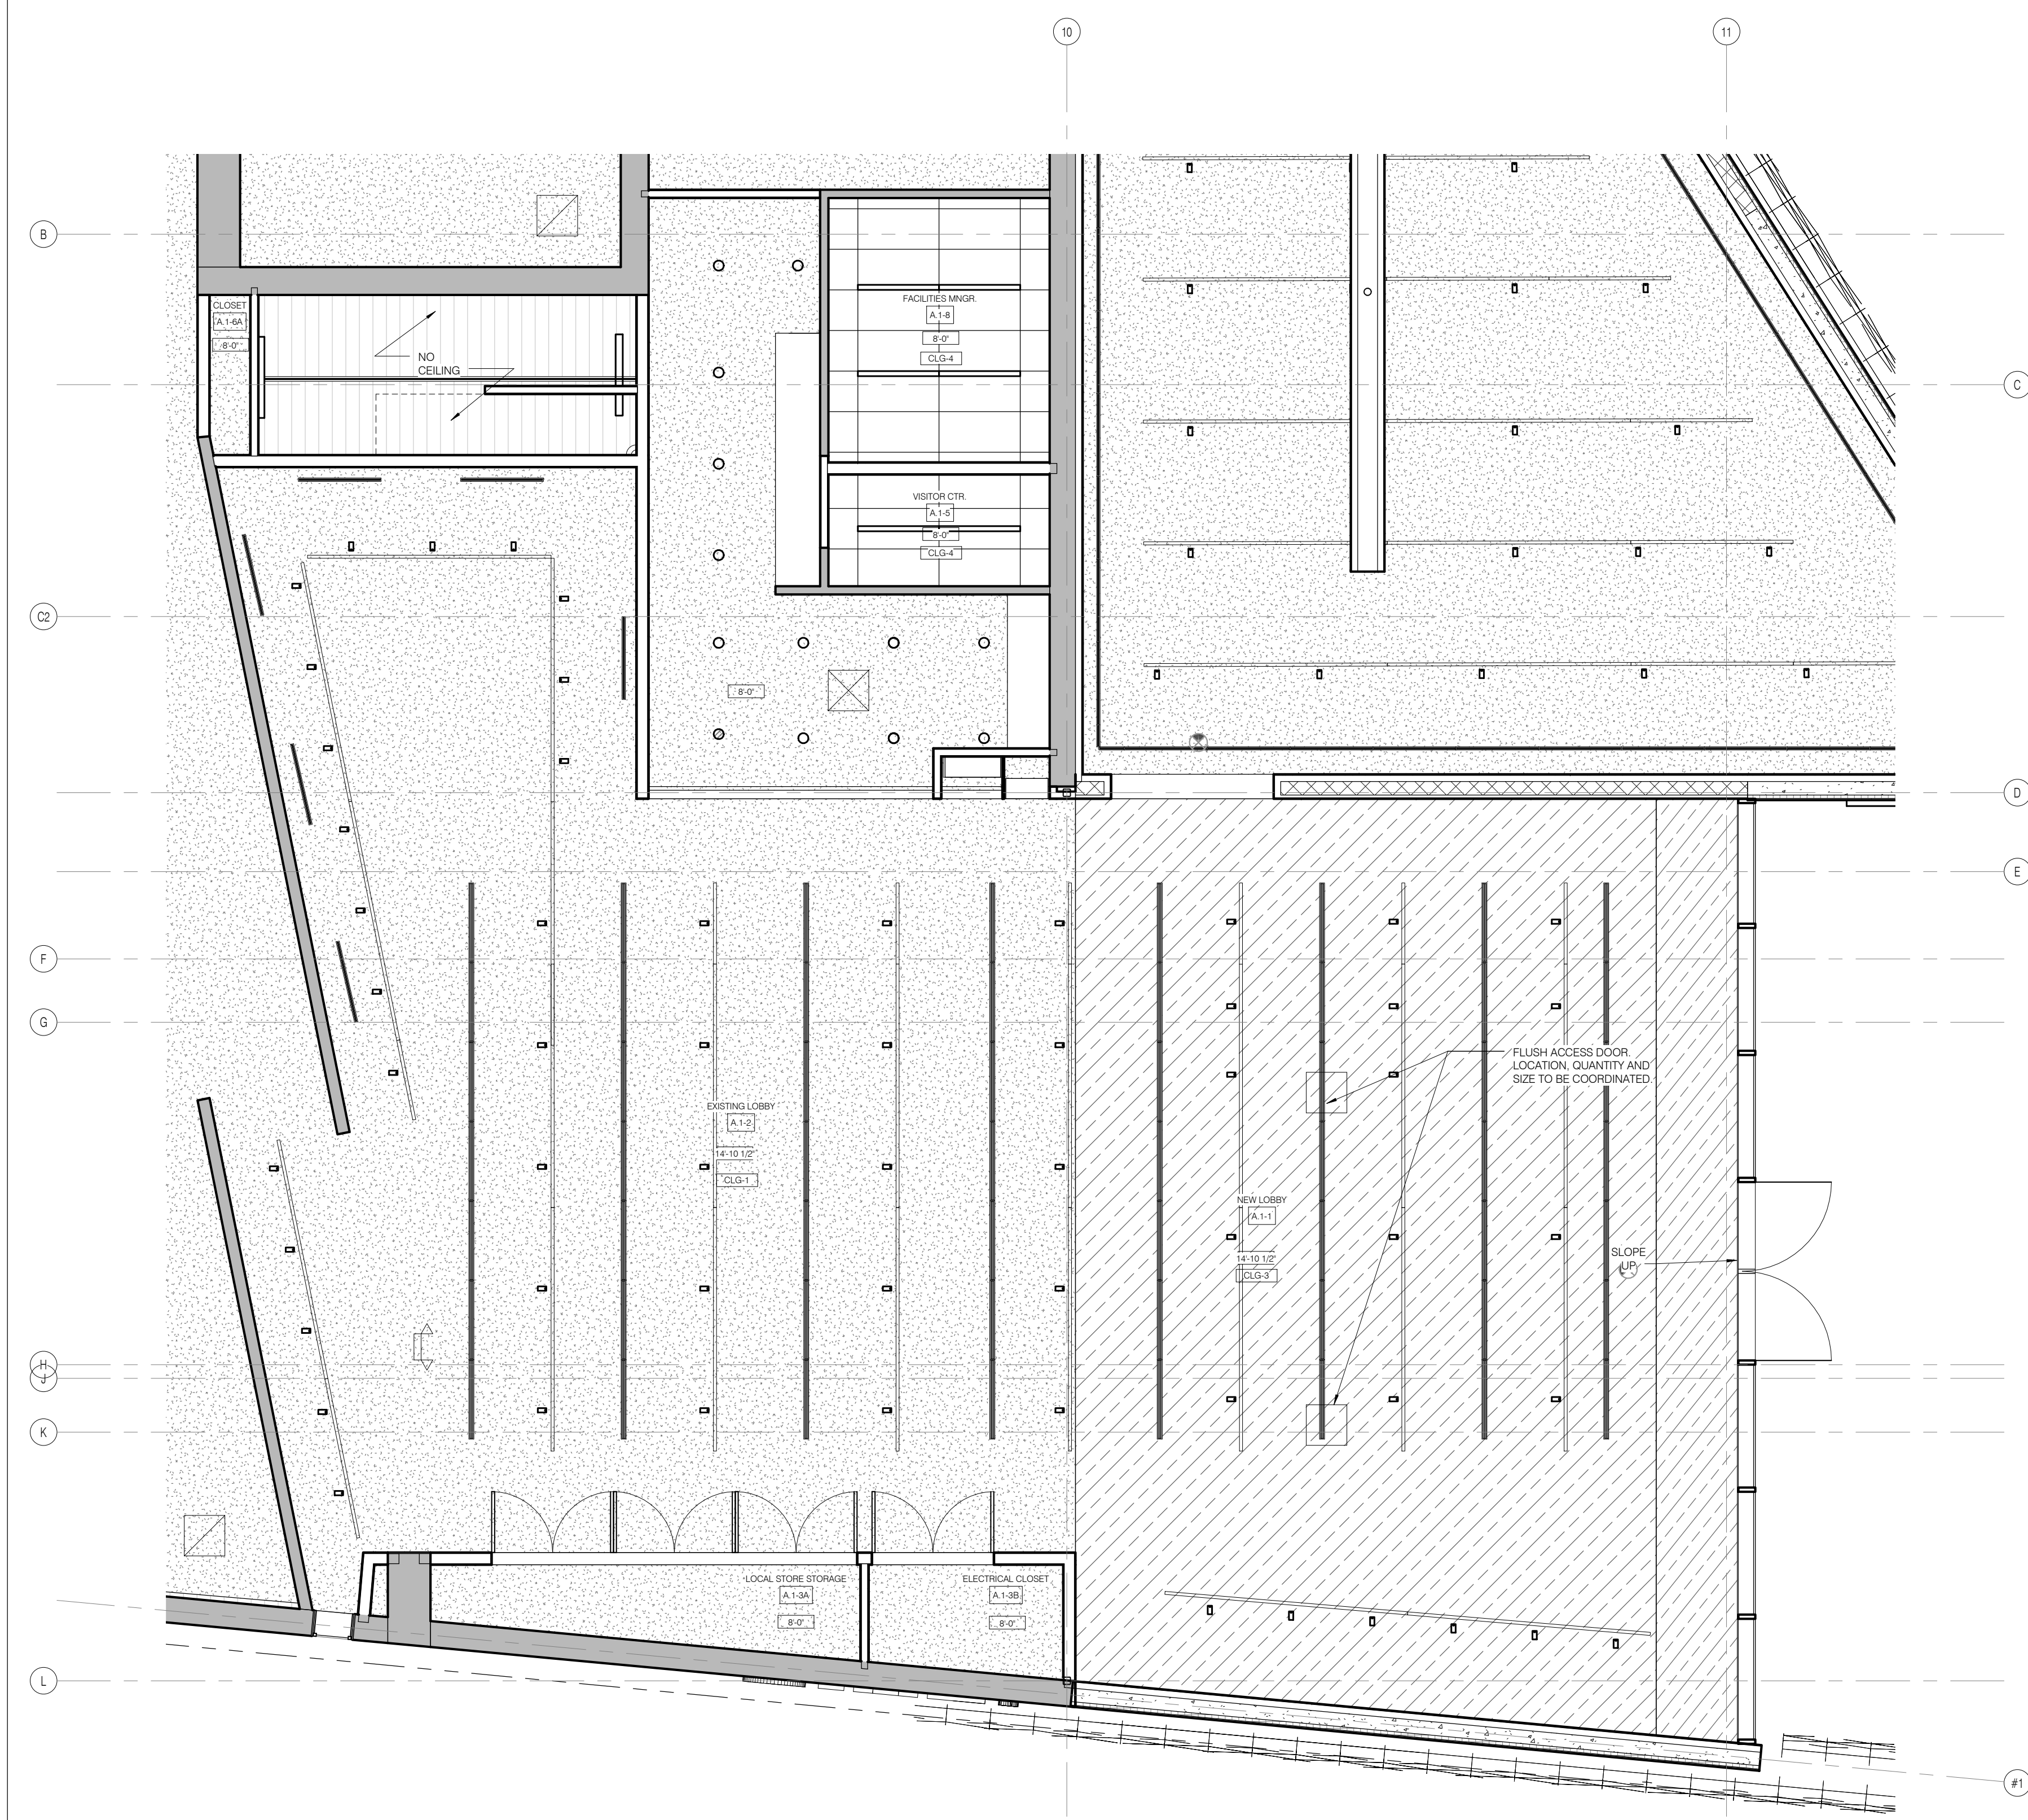 10
11
B
CLOSET
A.1-6A
8'-0"
NO
CEILING
FACILITIES MNGR.
A.1-8
8'-0"
CLG-4
C
VISITOR CTR.
A.1-5
8'-0"
CLG-4
C2
8'-0"
D
E
F
G
FLUSH ACCESS DOOR.
LOCATION, QUANTITY AND
SIZE TO BE COORDINATED.
EXISTING LOBBY
A.1-2
14'-10 1/2"
CLG-1
NEW LOBBY
A.1-1
14'-10 1/2"
CLG-3
SLOPE
UP
H
J
K
LOCAL STORE STORAGE
A.1-3A
8'-0"
ELECTRICAL CLOSET
A.1-3B
8'-0"
L
#1